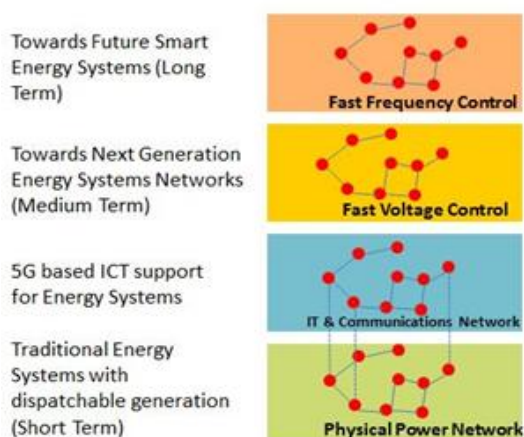 Towards Future Smart
Energy Systems (Long
Term)
Fast Frequency Control
Towards Next Generation
Energy Systems Networks
(Medium Term)
Fast Voltage Control
5G based ICT support
for Energy Systems
IT & Communications Network
Traditional Energy
Systems with
dispatchable generation
(Short Term)
Physical Power Network